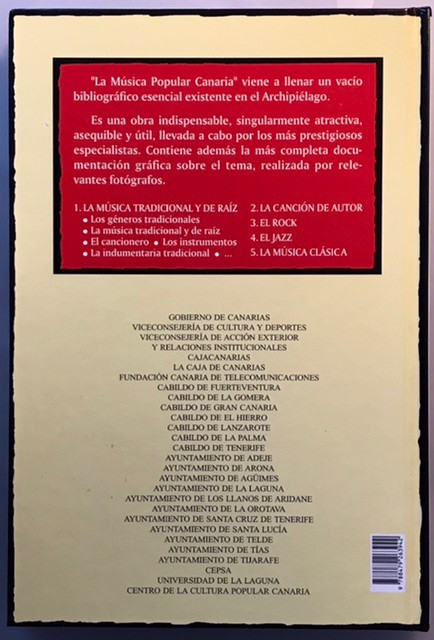 "La Música Popular Canaria" viene a llenar un vacío
bibliográfico esencial existente en el Archipiélago.
Es una obra indispensable, singularmente atractiva,
asequible y útil, llevada a cabo por los más prestigiosos
especialistas. Contiene además la más completa docu-
mentación gráfica sobre el tema, realizada por rele-
vantes fotógrafos.
1. LA MÚSICA TRADICIONAL Y DE RAÍZ
● Los géneros tradicionales
● La música tradicional y de raíz
● El cancionero ● Los instrumentos
● La indumentaria tradicional ● ...
2. LA CANCIÓN DE AUTOR
3. EL ROCK
4. EL JAZZ
5. LA MÚSICA CLÁSICA
GOBIERNO DE CANARIAS
VICECONSEJERÍA DE CULTURA Y DEPORTES
VICECONSEJERÍA DE ACCIÓN EXTERIOR
Y RELACIONES INSTITUCIONALES
CAJACANARIAS
LA CAJA DE CANARIAS
FUNDACIÓN CANARIA DE TELECOMUNICACIONES
CABILDO DE FUERTEVENTURA
CABILDO DE LA GOMERA
CABILDO DE GRAN CANARIA
CABILDO DE EL HIERRO
CABILDO DE LANZAROTE
CABILDO DE LA PALMA
CABILDO DE TENERIFE
AYUNTAMIENTO DE ADEJE
AYUNTAMIENTO DE ARONA
AYUNTAMIENTO DE AGÜIMES
AYUNTAMIENTO DE LA LAGUNA
AYUNTAMIENTO DE LOS LLANOS DE ARIDANE
AYUNTAMIENTO DE LA OROTAVA
AYUNTAMIENTO DE SANTA CRUZ DE TENERIFE
AYUNTAMIENTO DE SANTA LUCÍA
AYUNTAMIENTO DE TELDE
AYUNTAMIENTO DE TÍAS
AYUNTAMIENTO DE TIJARAFE
CEPSA
UNIVERSIDAD DE LA LAGUNA
CENTRO DE LA CULTURA POPULAR CANARIA
9 788479 263942